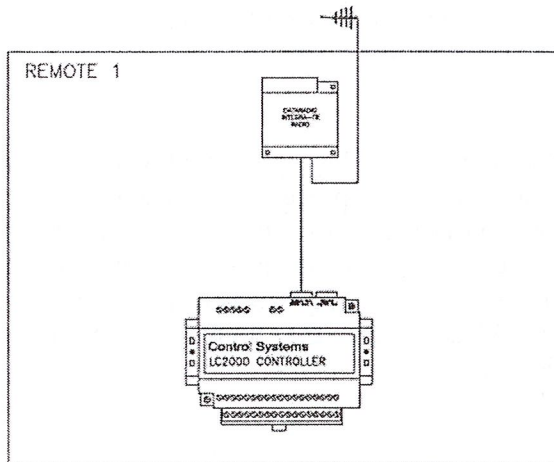 REMOTE 1
DATARADIO
INTEGRA-TR
RADIO
Control Systems
LC2000 CONTROLLER